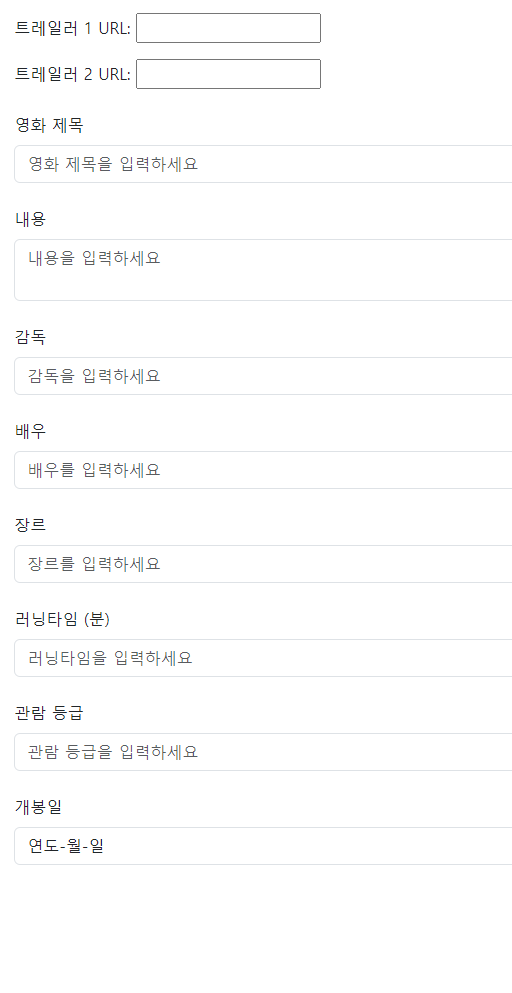 트레일러 1 URL:
트레일러 2 URL:
영화 제목
영화 제목을 입력하세요
내용
내용을 입력하세요
감독
감독을 입력하세요
배우
배우를 입력하세요
장르
장르를 입력하세요
러닝타임 (분)
러닝타임을 입력하세요
관람 등급
관람 등급을 입력하세요
개봉일
연도-월-일